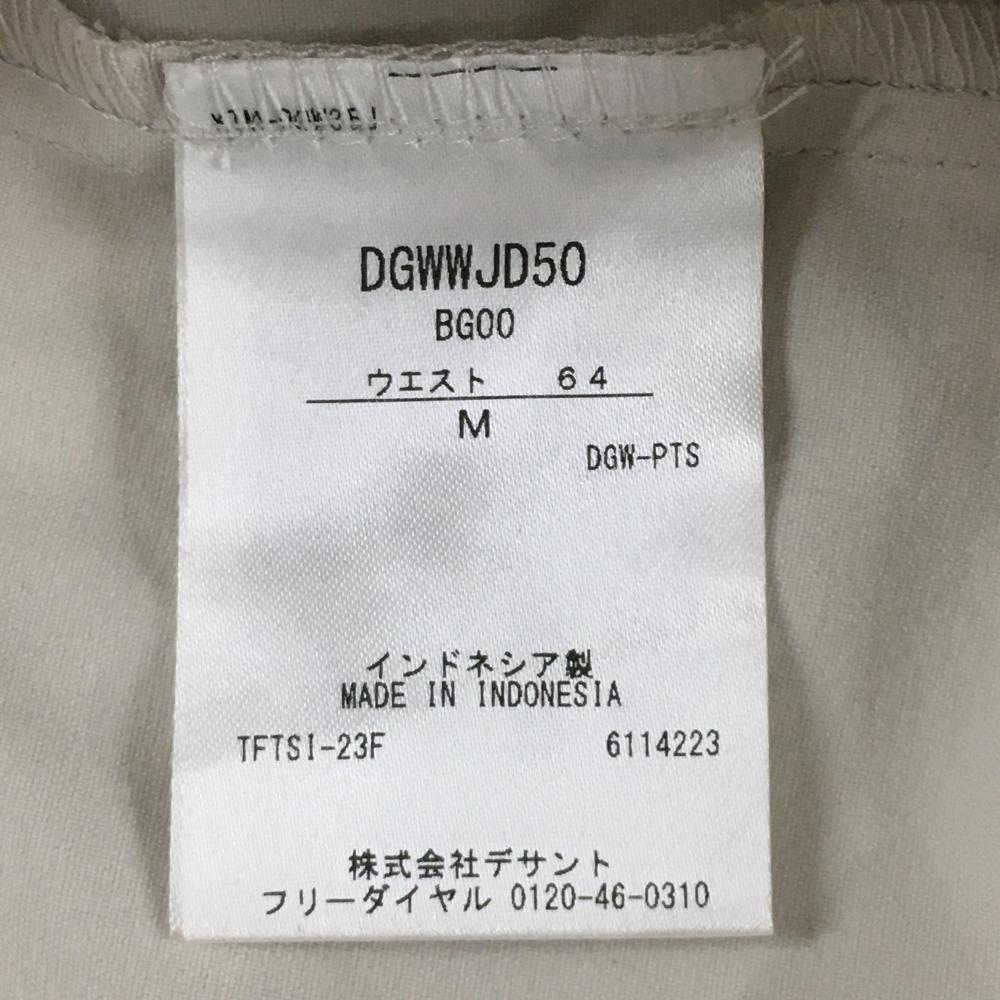 DGWWJD50
BG00
ウエスト 64
M
DGW-PTS
インドネシア製
MADE IN INDONESIA
TFTSI-23F 6114223
株式会社デサント
フリーダイヤル 0120-46-0310